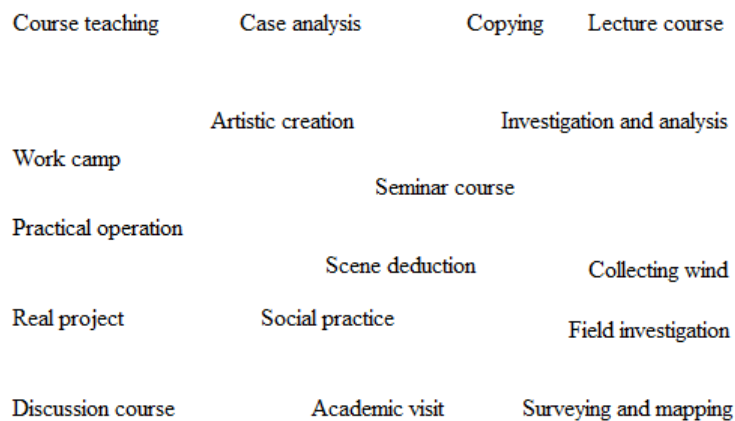 Course teaching Case analysis Copying Lecture course
Artistic creation Investigation and analysis
Work camp
Seminar course
Practical operation
Scene deduction Collecting wind
Real project Social practice
Field investigation
Discussion course Academic visit Surveying and mapping